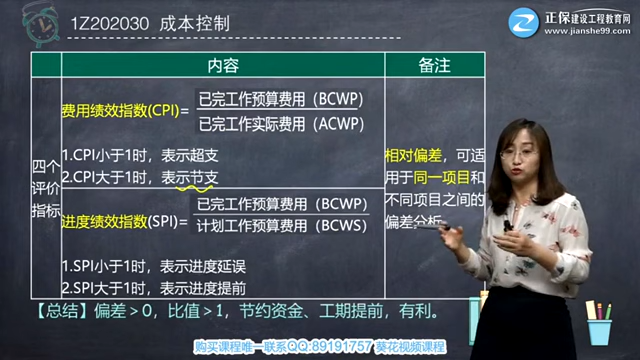 1Z202030 成本控制
正保建设工程教育网
www.jianshe99.com
内容
备注
四个
评价
指标
费用绩效指数(CPI)=
已完工作预算费用（BCWP）
已完工作实际费用（ACWP）
1.CPI小于1时，表示超支
2.CPI大于1时，表示节支
进度绩效指数(SPI)=
已完工作预算费用（BCWP）
计划工作预算费用（BCWS）
1.SPI小于1时，表示进度延误
2.SPI大于1时，表示进度提前
相对偏差，可适
用于同一项目和
不同项目之间的
偏差分析。
【总结】偏差＞0，比值＞1，节约资金、工期提前，有利。
购买课程唯一联系QQ:89191757 葵花视频课程